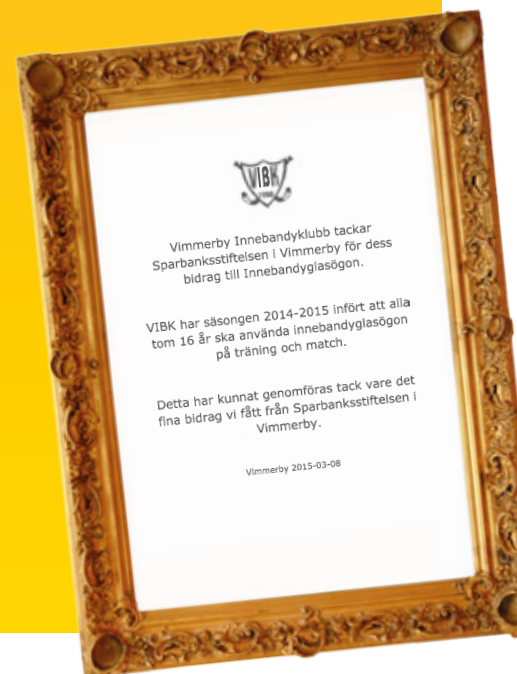 VIBK
Vimmerby Innebandyklubb tackar
Sparbanksstiftelsen i Vimmerby för dess
bidrag till Innebandyglasögon.
VIBK har säsongen 2014-2015 infört att alla
tom 16 år ska använda innebandyglasögon
på träning och match.
Detta har kunnat genomföras tack vare det
fina bidrag vi fått från Sparbanksstiftelsen i
Vimmerby.
Vimmerby 2015-03-08